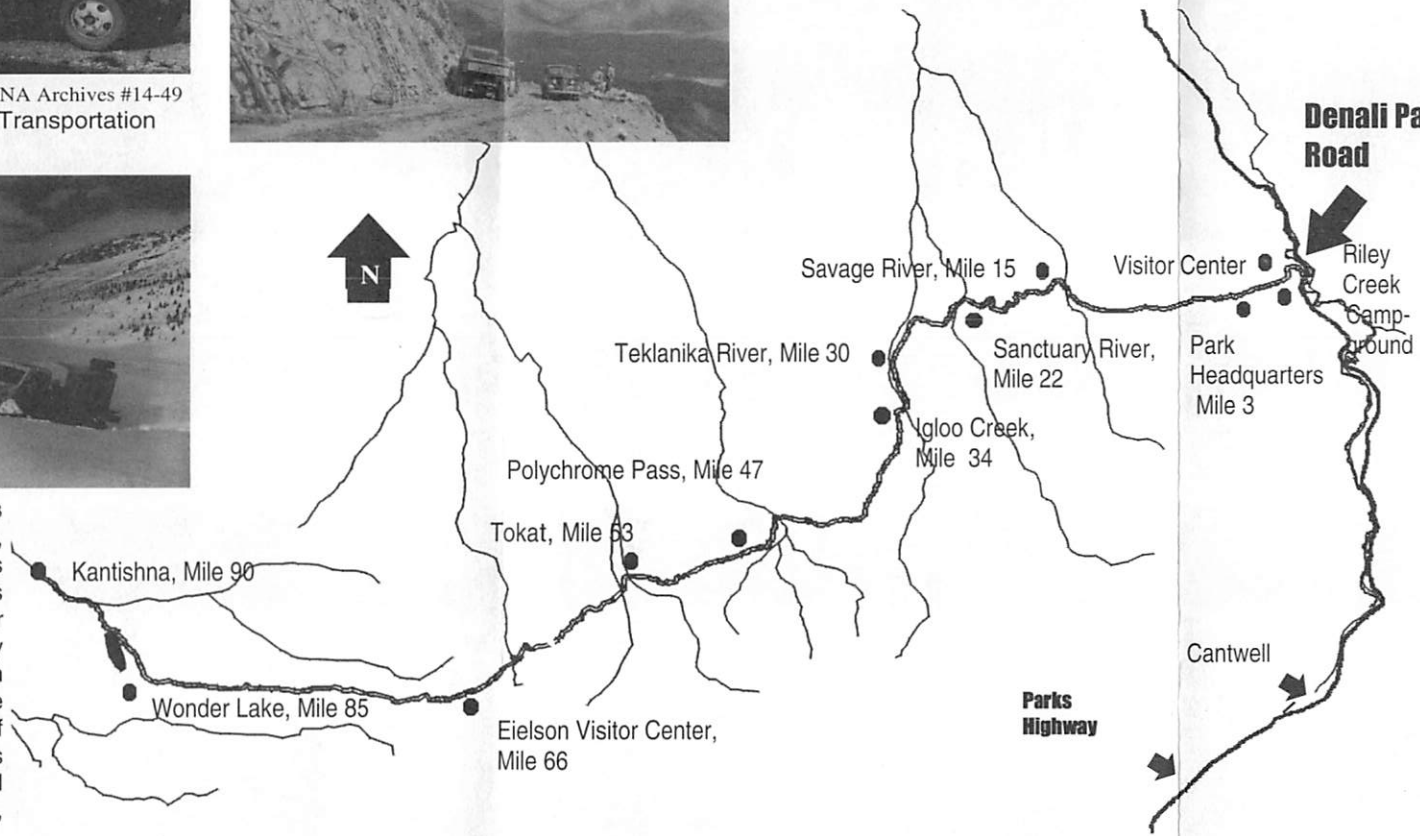 NA Archives #14-49
Transportation
N
Denali Pa
Road
Savage River, Mile 15
Visitor Center
Riley
Creek
Camp-
ground
Teklanika River, Mile 30
Sanctuary River,
Mile 22
Park
Headquarters
Mile 3
Igloo Creek,
Mile 34
Polychrome Pass, Mile 47
Tokat, Mile 53
Kantishna, Mile 90
Wonder Lake, Mile 85
Eielson Visitor Center,
Mile 66
Cantwell
Parks
Highway